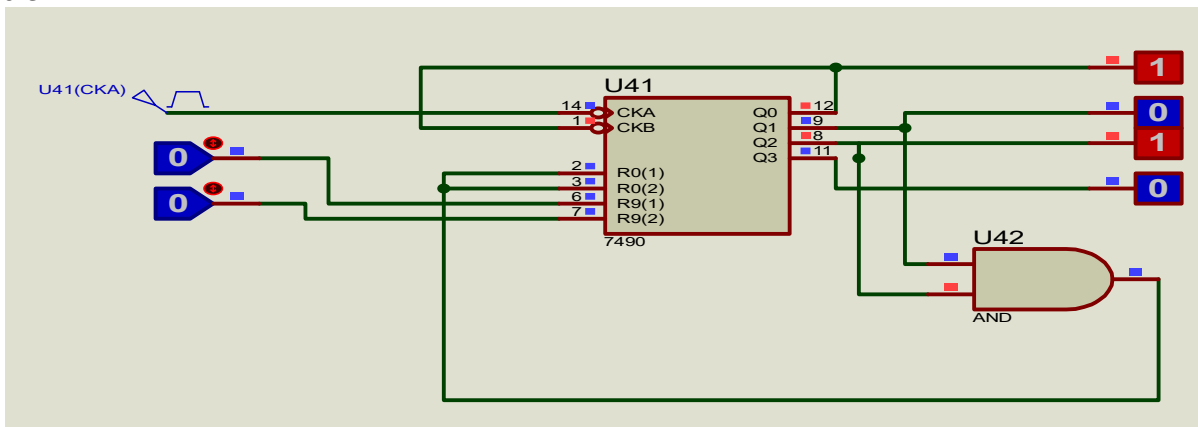 1
U41(CKA)
U41
14 CKA Q0 12
0
1 CKB Q1 9
Q2 8
1
Q3 11
0
2 R0(1)
3 R0(2)
0
6 R9(1)
0
7 R9(2)
7490
U42
AND